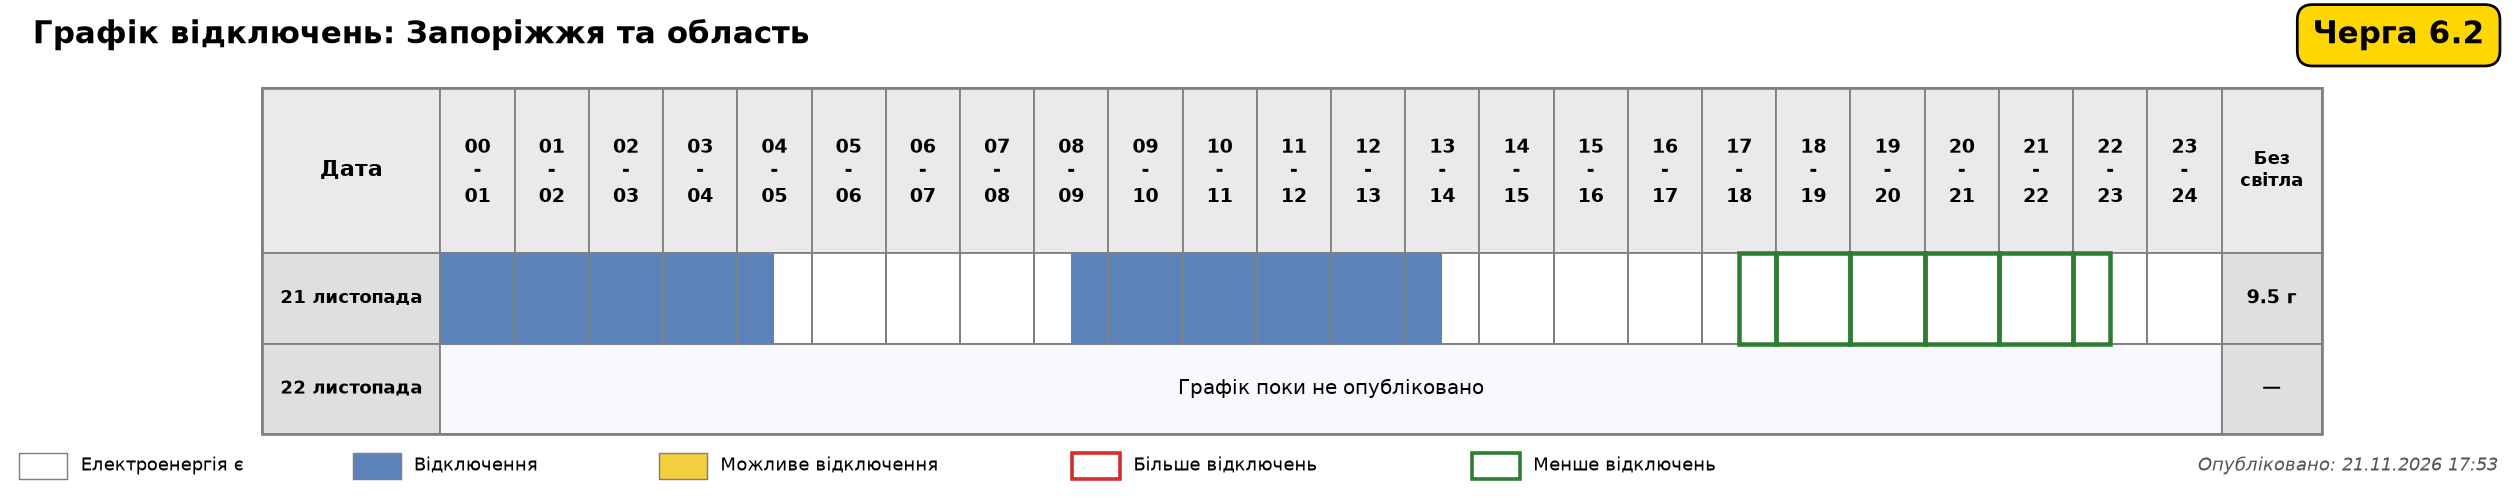 Графік відключень: Запоріжжя та область
Черга 6.2
Дата
00 - 01
01 - 02
02 - 03
03 - 04
04 - 05
05 - 06
06 - 07
07 - 08
08 - 09
09 - 10
10 - 11
11 - 12
12 - 13
13 - 14
14 - 15
15 - 16
16 - 17
17 - 18
18 - 19
19 - 20
20 - 21
21 - 22
22 - 23
23 - 24
Без
світла
21 листопада
9.5 г
22 листопада
Графік поки не опубліковано
—
Електроенергія є
Відключення
Можливе відключення
Більше відключень
Менше відключень
Опубліковано: 21.11.2026 17:53